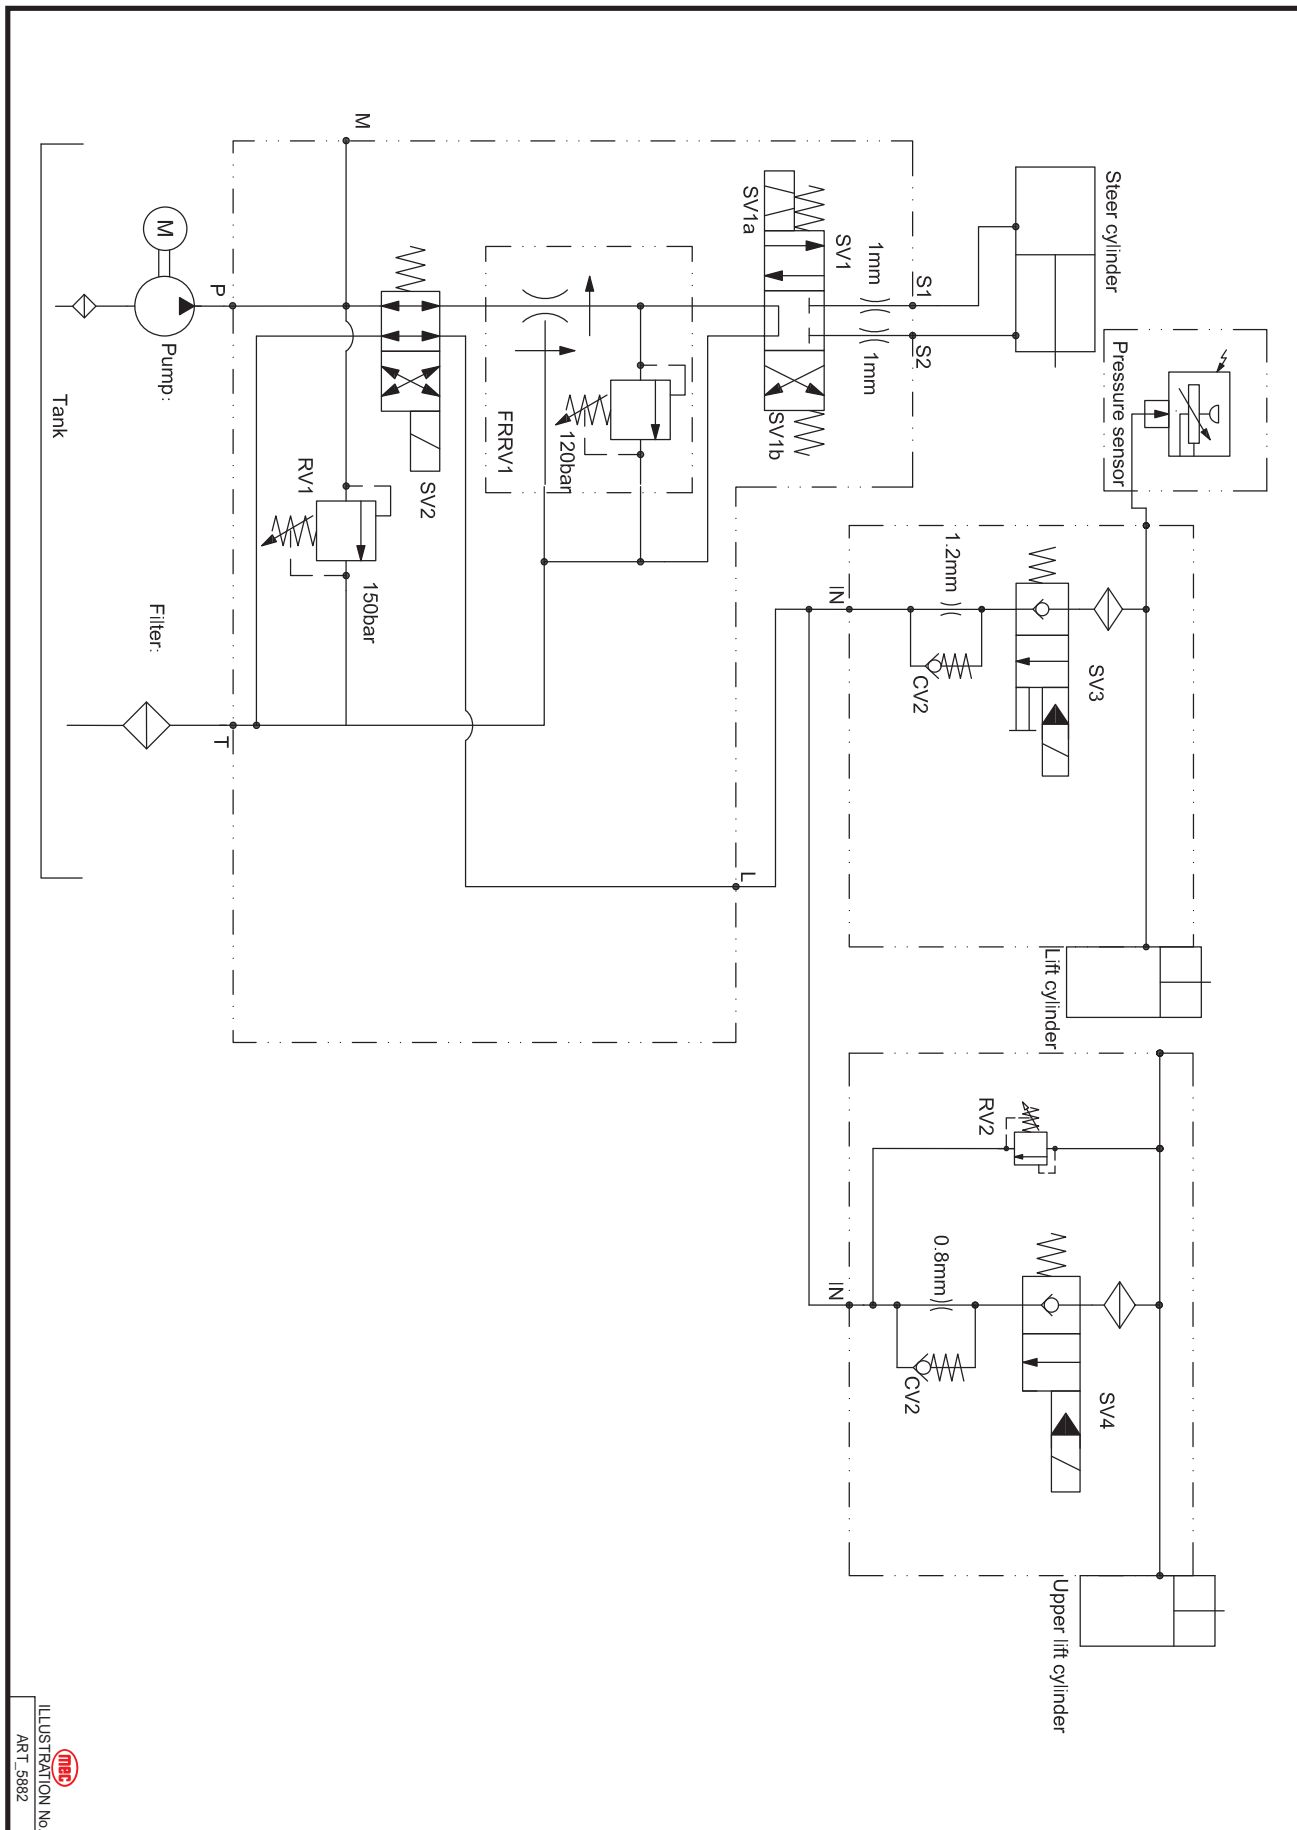 Steer cylinder
Pressure sensor
S1
S2
1mm
1mm
SV1
SV1a
SV1b
M
P
M
Pump:
Tank
FRRV1
120bar
SV2
RV1
150bar
Filter:
T
L
IN
1.2mm
CV2
SV3
Lift cylinder
RV2
IN
0.8mm
CV2
SV4
Upper lift cylinder
mec
ILLUSTRATION No.
ART_5882